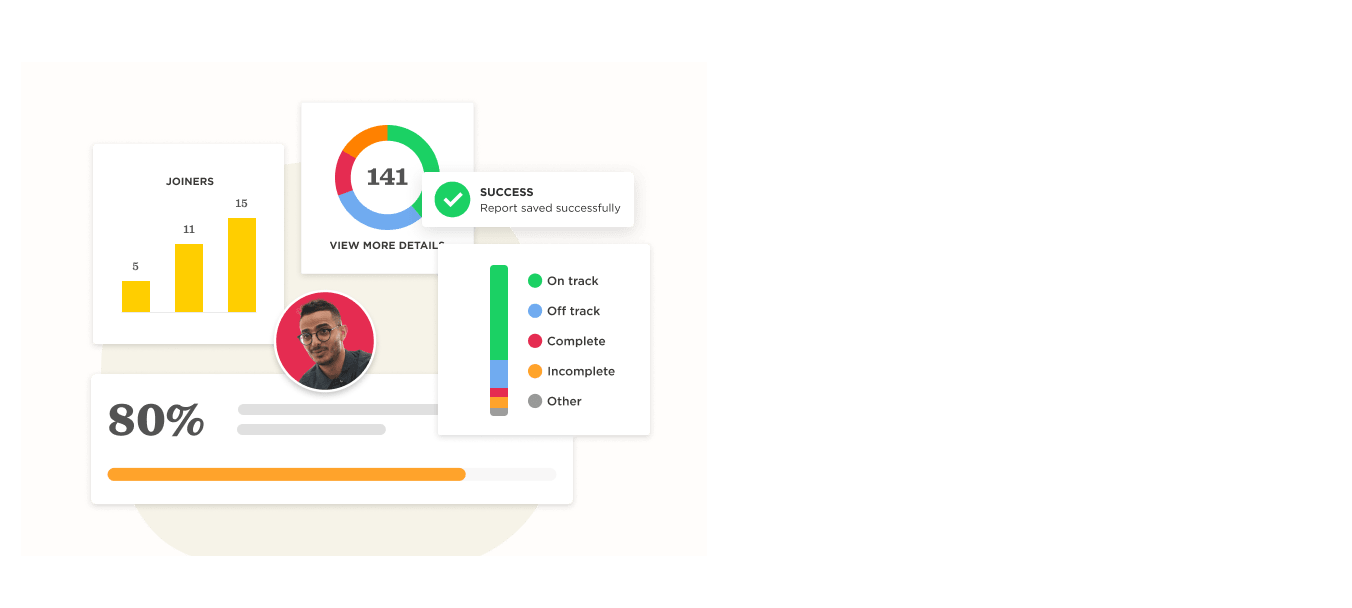 JOINERS
15
11
5
141
VIEW MORE DETAILS
SUCCESS
Report saved successfully
On track
Off track
Complete
Incomplete
Other
80%